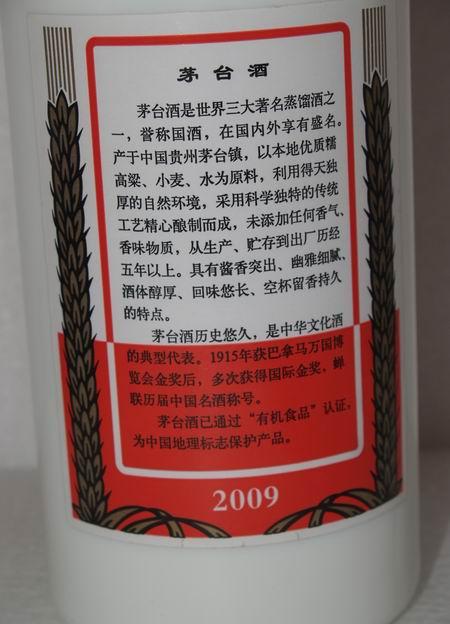 茅台酒
茅台酒是世界三大著名蒸馏酒之
一，誉称国酒，在国内外享有盛名。
产于中国贵州茅台镇，以本地优质糯
高粱、小麦、水为原料，利用得天独
厚的自然环境，采用科学独特的传统
工艺精心酿制而成，未添加任何香气、
香味物质，从生产、贮存到出厂历经
五年以上。具有酱香突出、幽雅细腻、
酒体醇厚、回味悠长、空杯留香持久
的特点。
茅台酒历史悠久，是中华文化酒
的典型代表。1915年获巴拿马万国博
览会金奖后，多次获得国际金奖，蝉
联历届中国名酒称号。
茅台酒已通过“有机食品”认证，
为中国地理标志保护产品。
2009